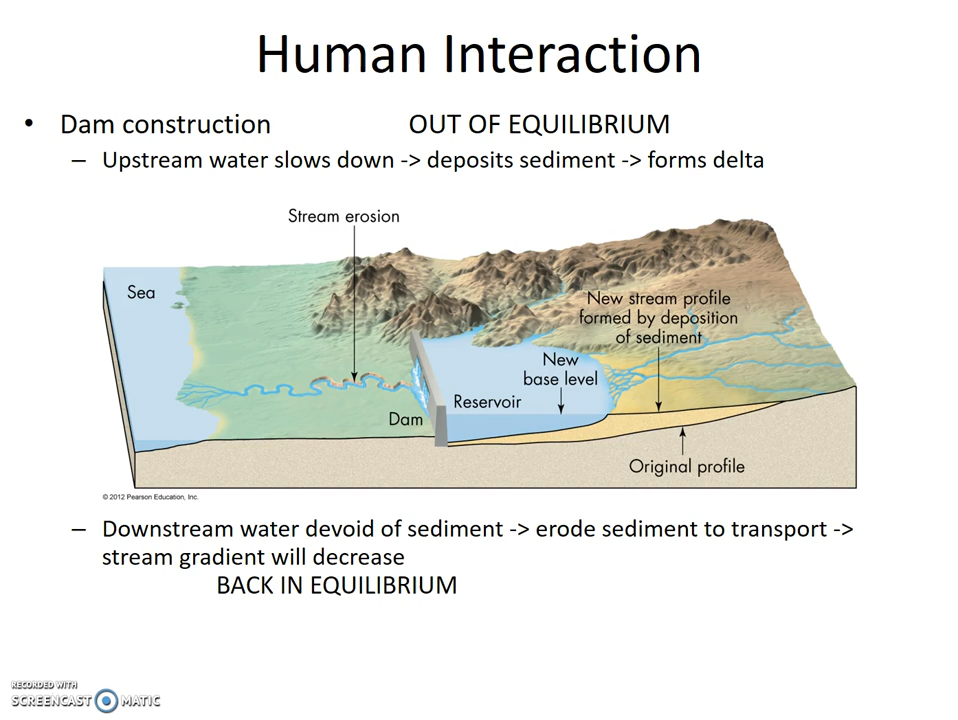 Human Interaction
• Dam construction OUT OF EQUILIBRIUM
– Upstream water slows down -> deposits sediment -> forms delta
Stream erosion
Sea
New stream profile
formed by deposition
of sediment
New
base level
Reservoir
Dam
Original profile
© 2012 Pearson Education, Inc.
– Downstream water devoid of sediment -> erode sediment to transport ->
stream gradient will decrease
BACK IN EQUILIBRIUM
RECORDED WITH
SCREENCAST MATIC